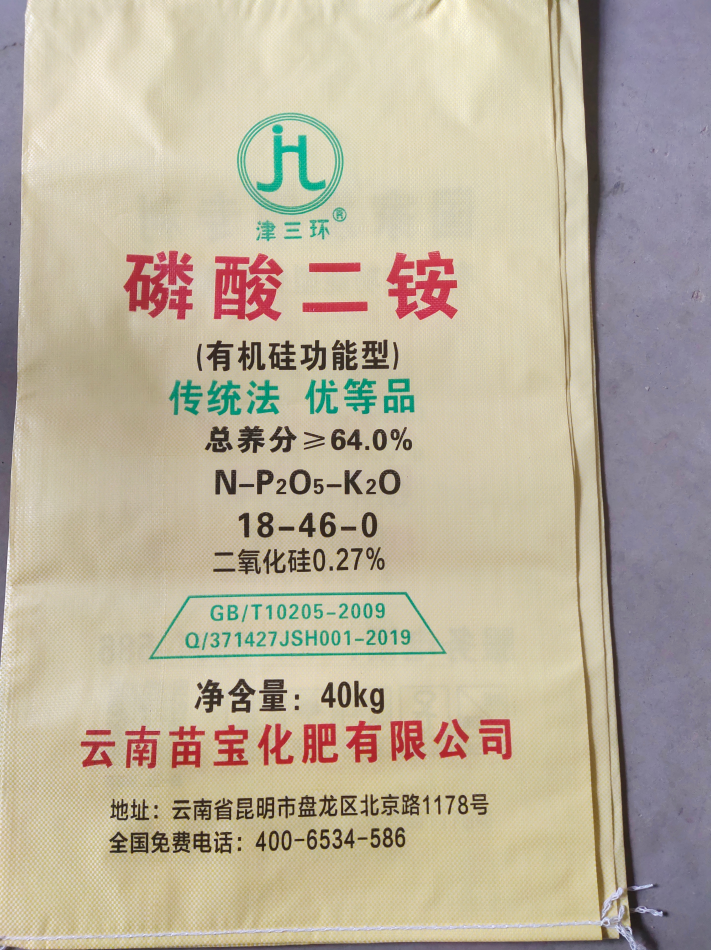 JH
津三环®
磷酸二铵
(有机硅功能型)
传统法 优等品
总养分≥64.0%
N-P₂O₅-K₂O
18-46-0
二氧化硅0.27%
GB/T10205-2009
Q/371427JSH001-2019
净含量：40kg
云南苗宝化肥有限公司
地址：云南省昆明市盘龙区北京路1178号
全国免费电话：400-6534-586